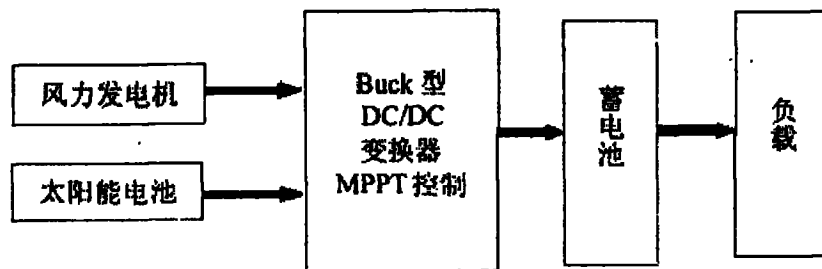 风力发电机
太阳能电池
Buck 型
DC/DC
变换器
MPPT 控制
蓄电池
负载